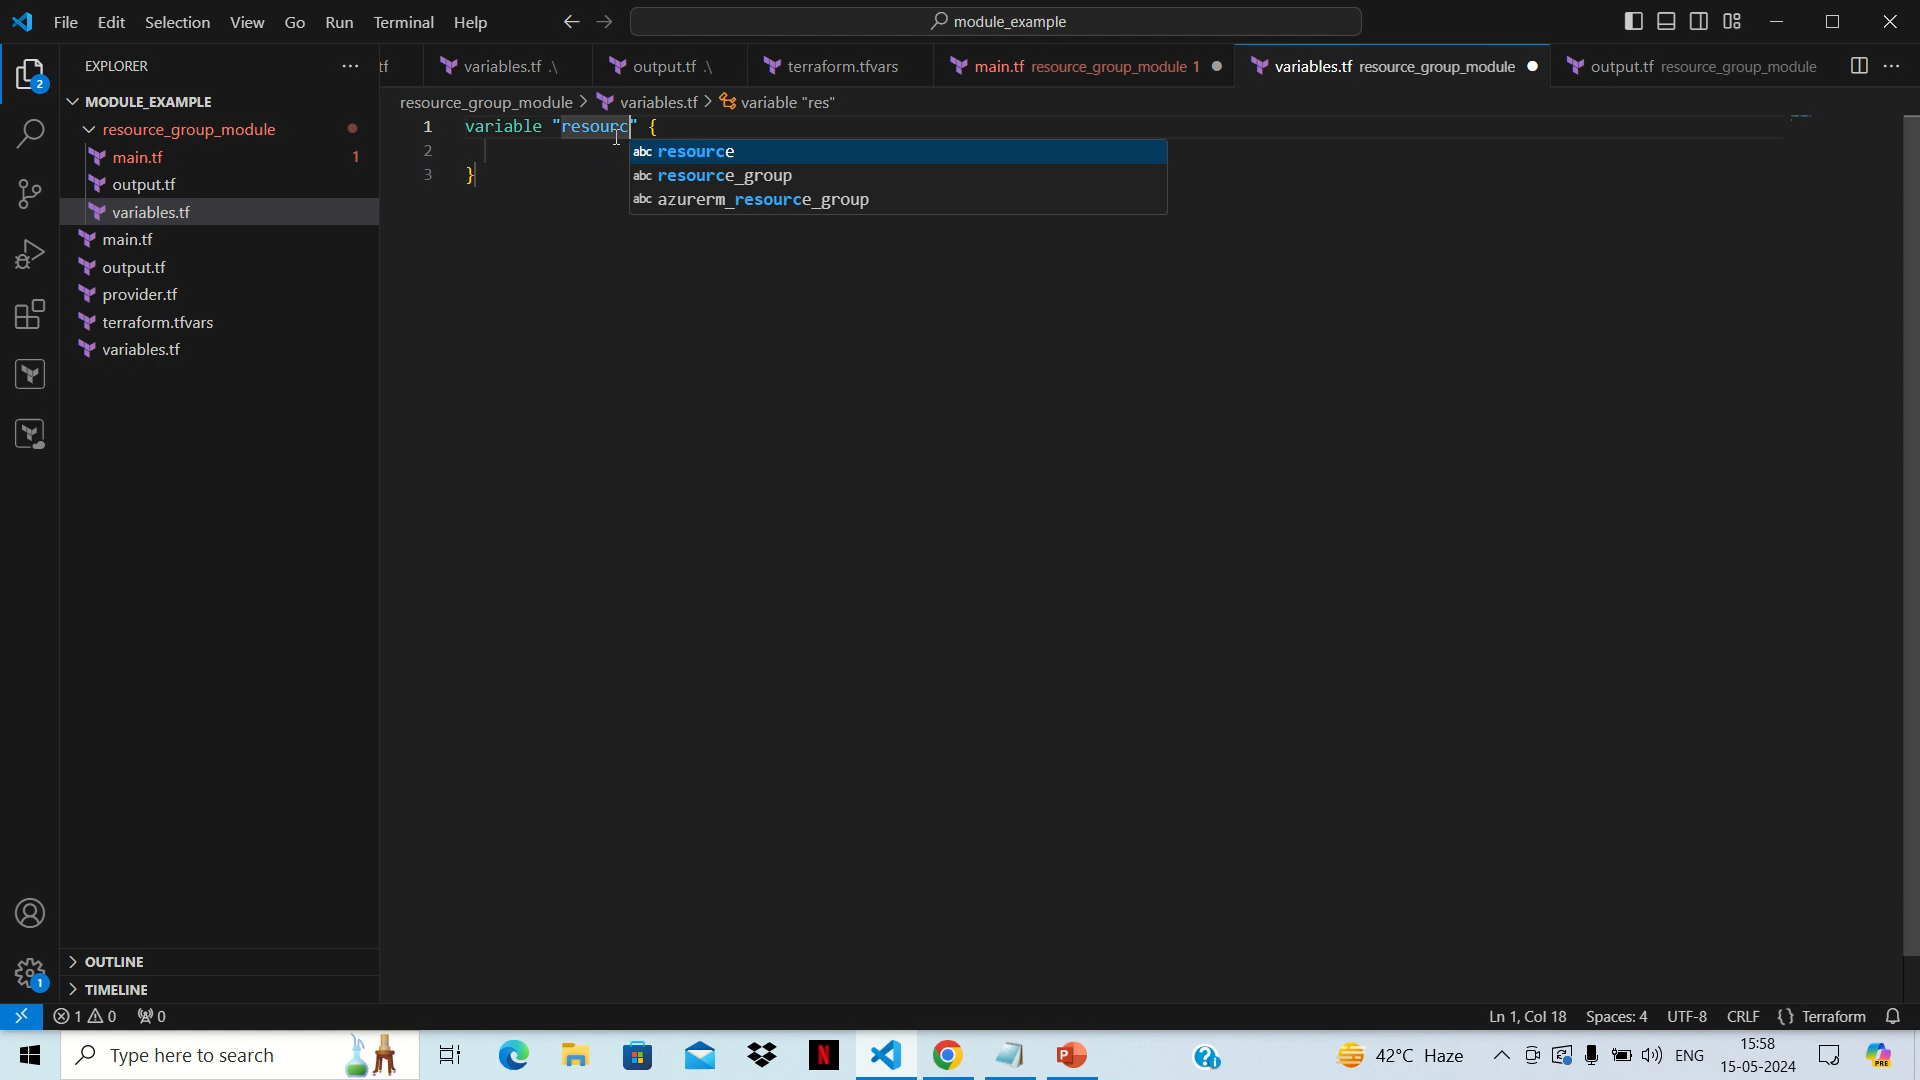 File Edit Selection View Go Run Terminal Help
module_example
EXPLORER
tf
variables.tf .\
output.tf .\
terraform.tfvars
main.tf resource_group_module 1
variables.tf resource_group_module
output.tf resource_group_module
MODULE_EXAMPLE
resource_group_module
main.tf 1
output.tf
variables.tf
main.tf
output.tf
provider.tf
terraform.tfvars
variables.tf
2
resource_group_module > variables.tf > variable "res"
1 variable "resourc" {
2
3 }
abc resource
abc resource_group
abc azurerm_resource_group
OUTLINE
TIMELINE
1
1 0 0
Ln 1, Col 18 Spaces: 4 UTF-8 CRLF {} Terraform
Type here to search
N
42°C Haze
ENG
15:58
15-05-2024
PRE